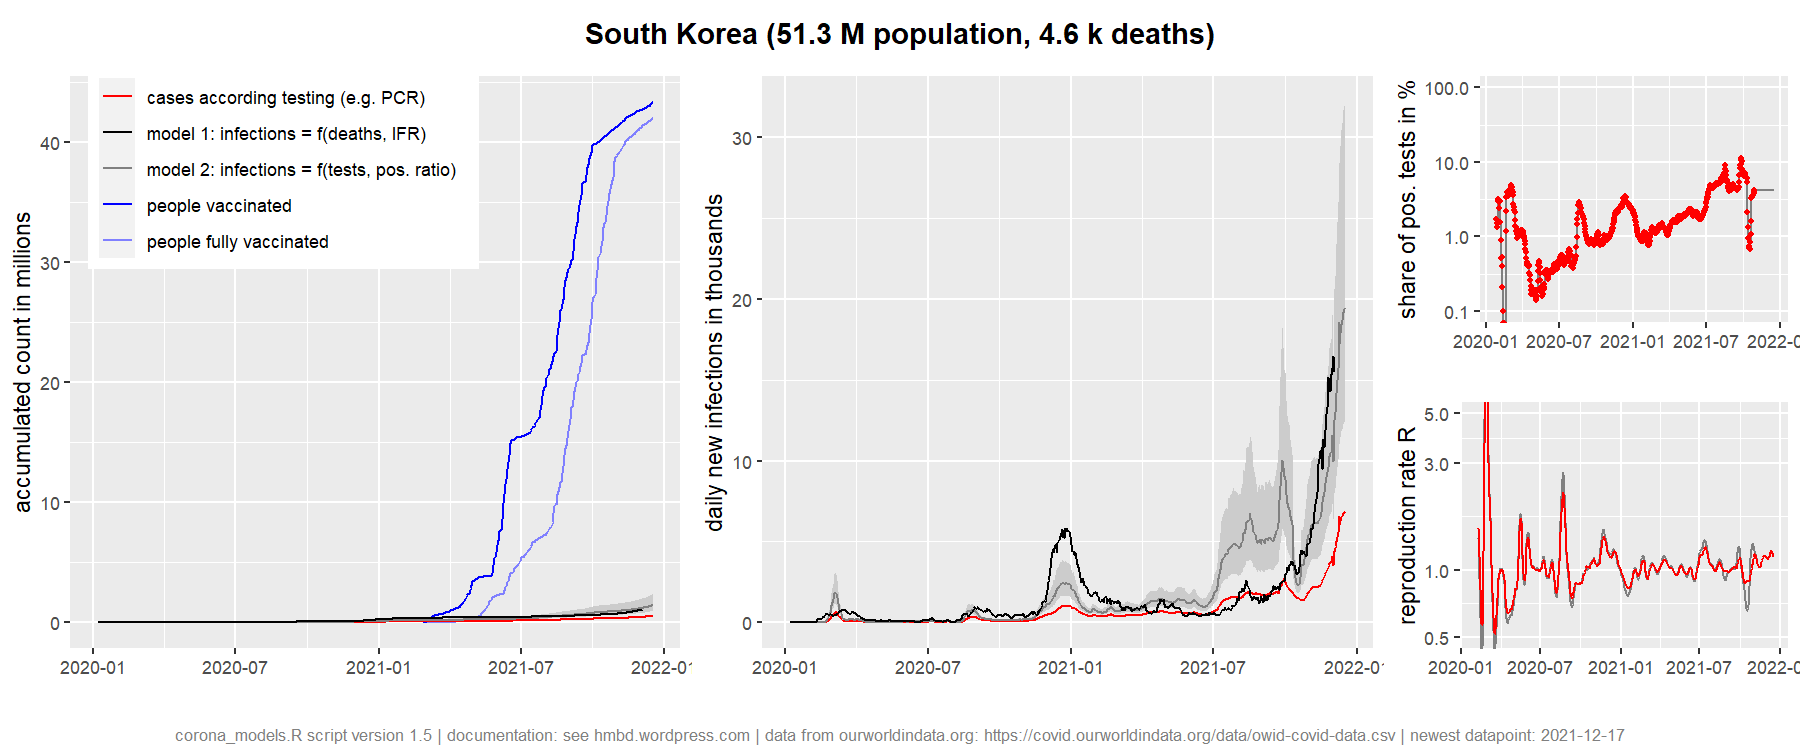 South Korea (51.3 M population, 4.6 k deaths)
accumulated count in millions
cases according testing (e.g. PCR)
model 1: infections = f(deaths, IFR)
model 2: infections = f(tests, pos. ratio)
people vaccinated
people fully vaccinated
40
30
20
10
0
2020-01 2020-07 2021-01 2021-07 2022-01
daily new infections in thousands
30
20
10
0
2020-01 2020-07 2021-01 2021-07 2022-01
share of pos. tests in %
100.0
10.0
1.0
0.1
2020-01 2020-07 2021-01 2021-07 2022-0
reproduction rate R
5.0
3.0
1.0
0.5
2020-01 2020-07 2021-01 2021-07 2022-0
corona_models.R script version 1.5 | documentation: see hmbd.wordpress.com | data from ourworldindata.org: https://covid.ourworldindata.org/data/owid-covid-data.csv | newest datapoint: 2021-12-17